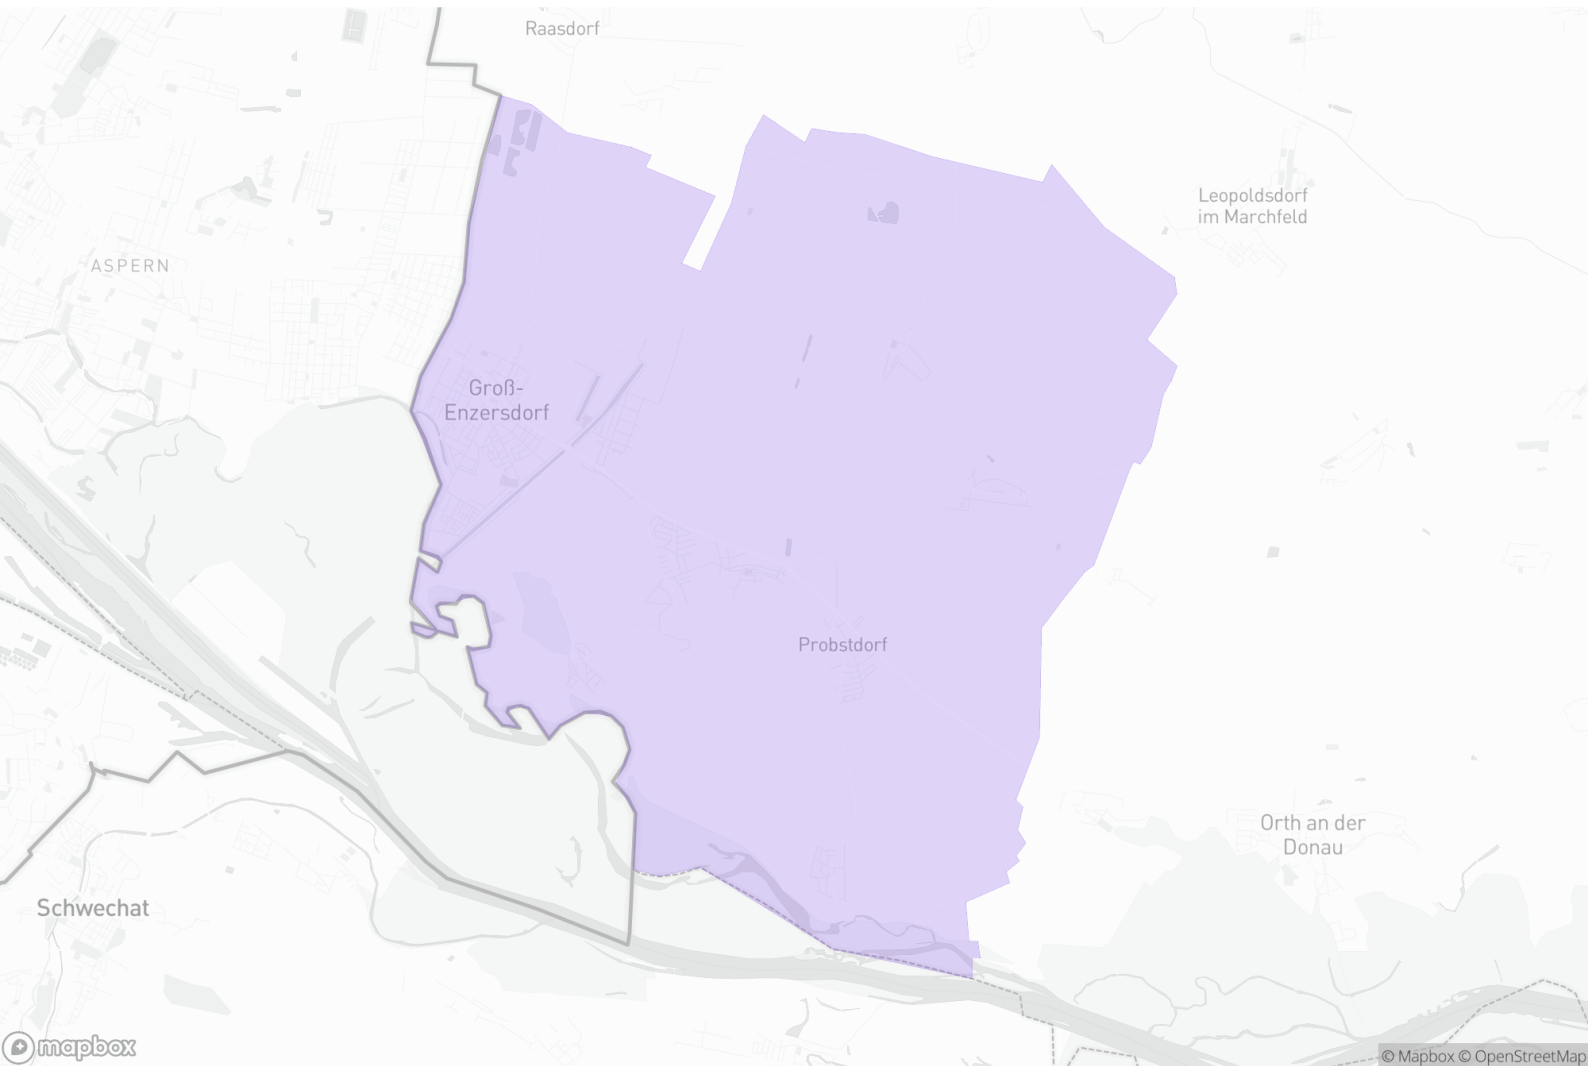 Raasdorf
Leopoldsdorf
im Marchfeld
ASPERN
Groß-
Enzersdorf
Probstdorf
Orth an der
Donau
Schwechat
mapbox
© Mapbox © OpenStreetMap